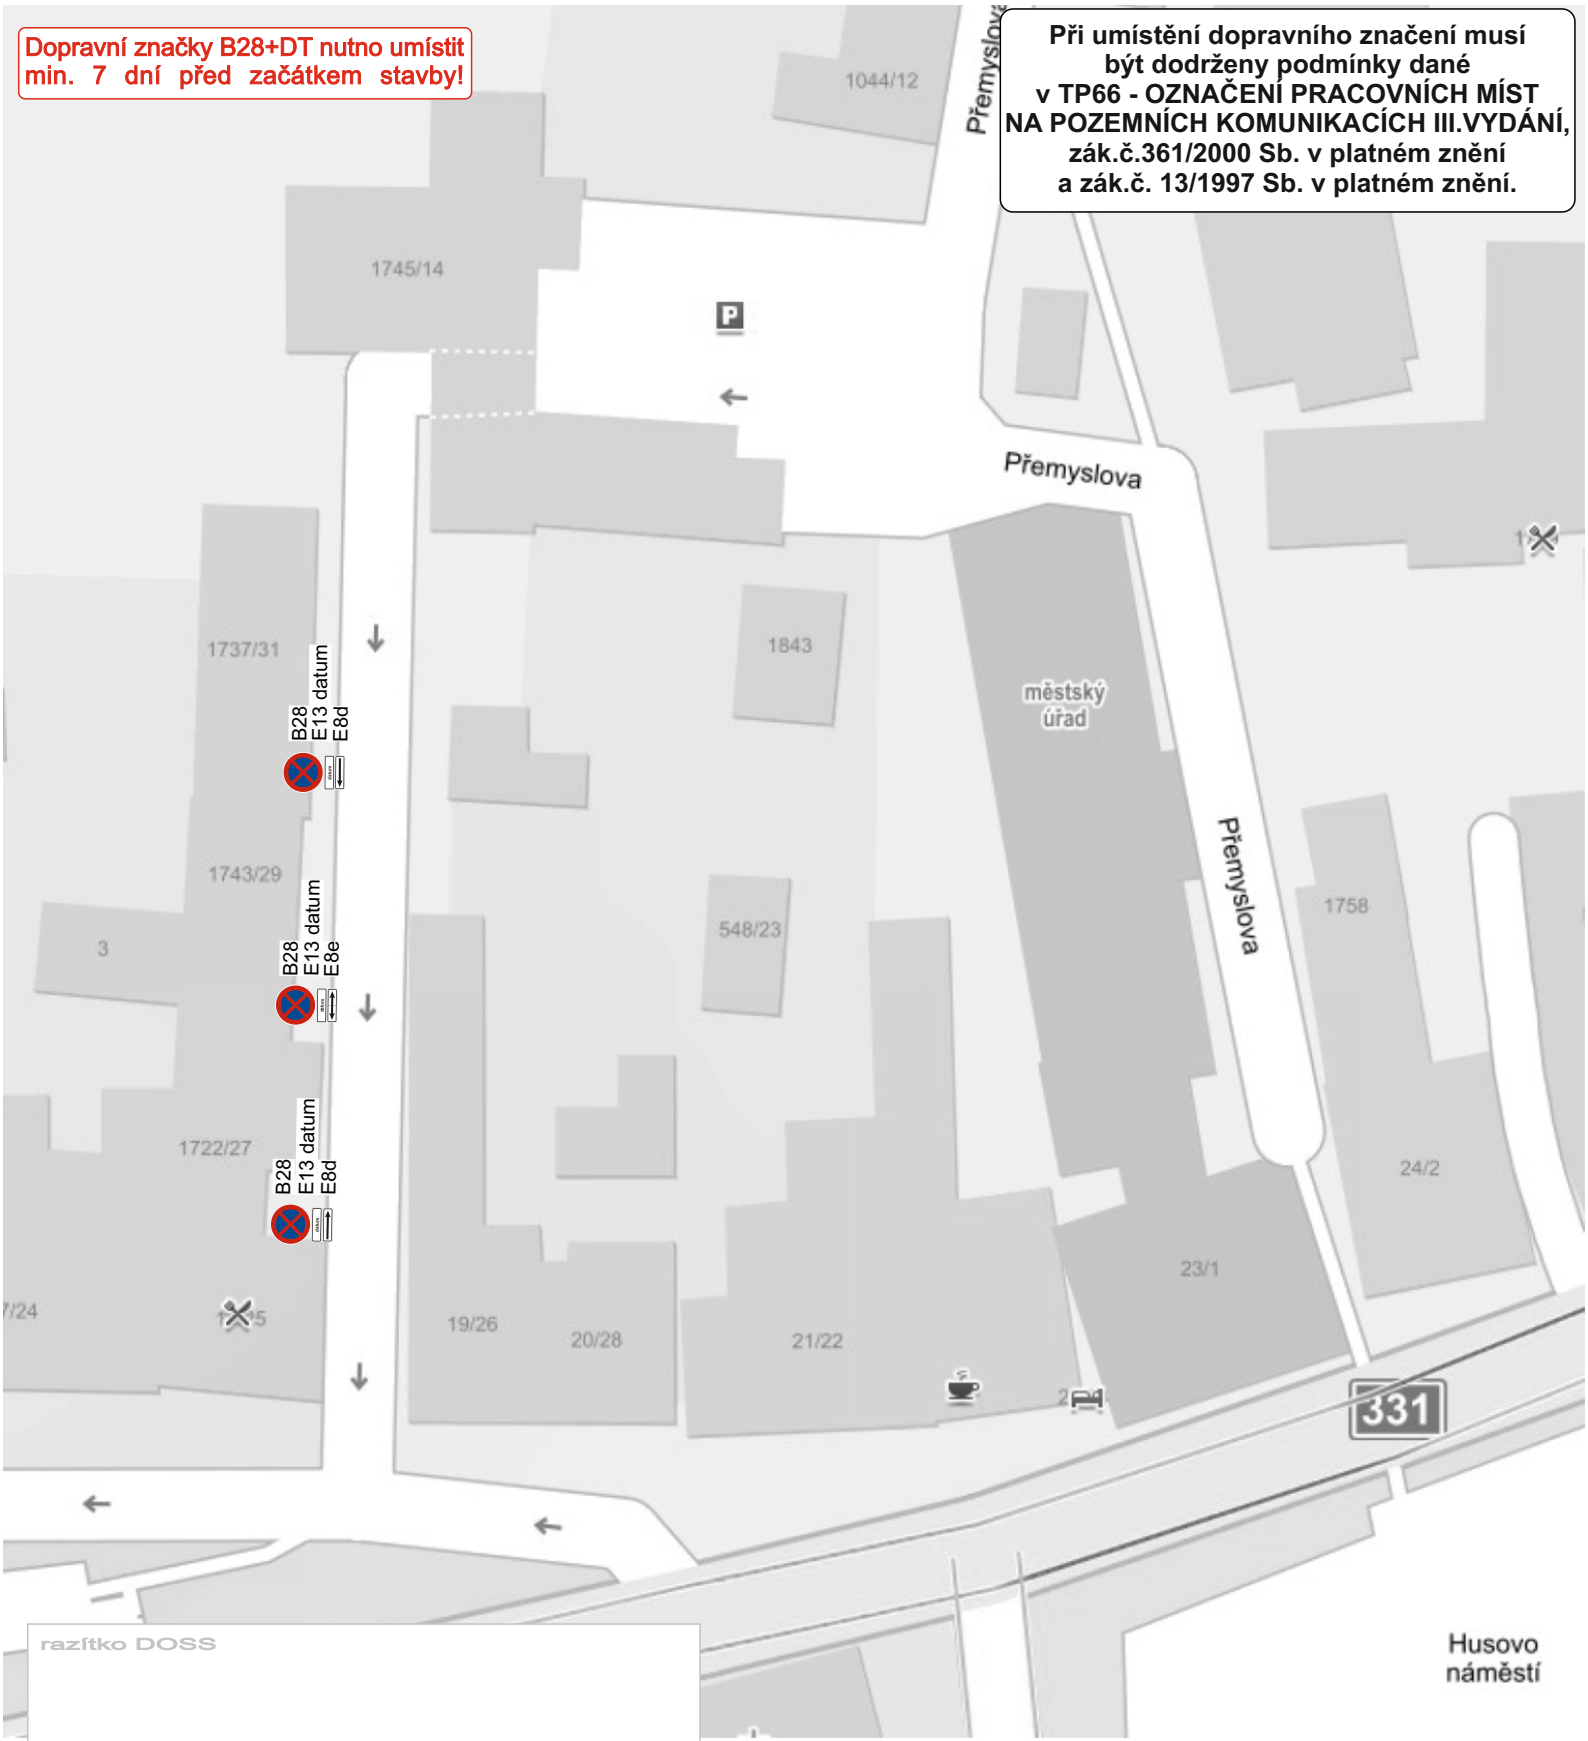 Dopravní značky B28+DT nutno umístit
min. 7 dní před začátkem stavby!
Při umístění dopravního značení musí
být dodrženy podmínky dané
v TP66 - OZNAČENÍ PRACOVNÍCH MÍST
NA POZEMNÍCH KOMUNIKACÍCH III.VYDÁNÍ,
zák.č.361/2000 Sb. v platném znění
a zák.č. 13/1997 Sb. v platném znění.
Přemyslova
1044/12
1745/14
P
Přemyslova
1737/31
1843
městský
úřad
B28
E13 datum
E8d
datum
1743/29
Přemyslova
1758
548/23
3
B28
E13 datum
E8e
datum
1722/27
B28
E13 datum
E8d
datum
24/2
23/1
7/24
19/26
20/28
21/22
331
razítko DOSS
Husovo
náměstí